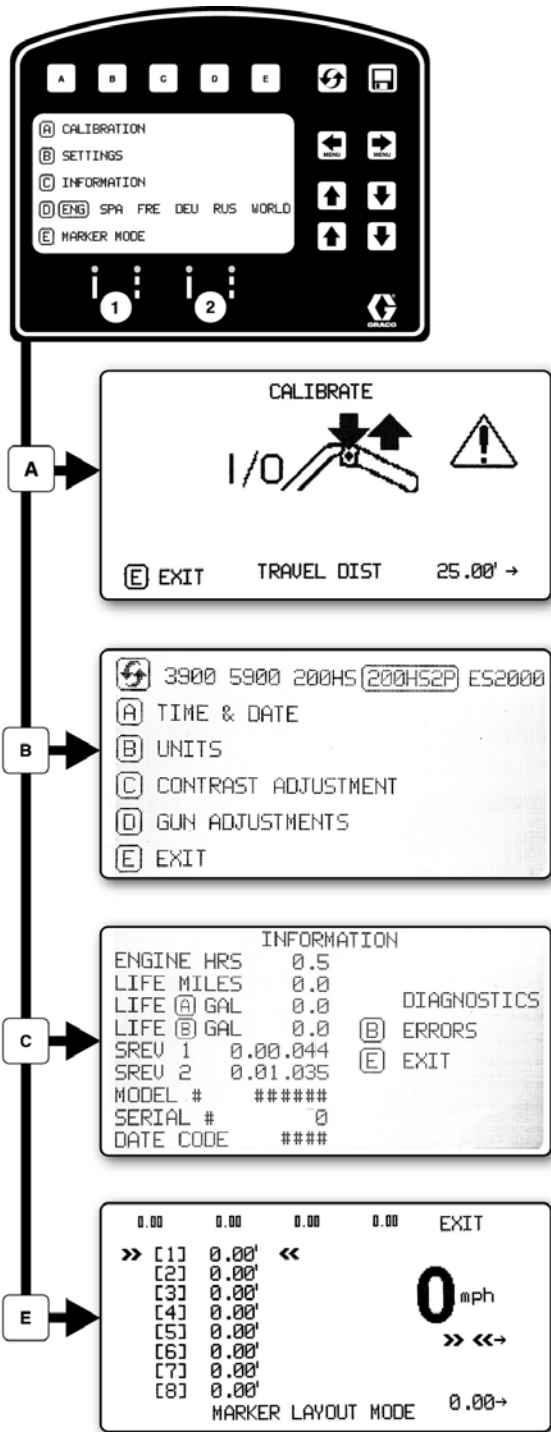 A B C D E
A CALIBRATION
MENU MENU
B SETTINGS
C INFORMATION
D ENG SPA FRE DEU RUS WORLD
E MARKER MODE
1 2
GRACO
A
CALIBRATE
I/O
E EXIT TRAVEL DIST 25.00' →
B
3900 5900 200HS 200HS2P ES2000
A TIME & DATE
B UNITS
C CONTRAST ADJUSTMENT
D GUN ADJUSTMENTS
E EXIT
C
INFORMATION
ENGINE HRS 0.5
LIFE MILES 0.0
LIFE A GAL 0.0 DIAGNOSTICS
LIFE B GAL 0.0 B ERRORS
SREV 1 0.00.044 E EXIT
SREV 2 0.01.035
MODEL # ######
SERIAL # 0
DATE CODE ####
E
0.00 0.00 0.00 0.00 EXIT
» [1] 0.00' «
[2] 0.00'
[3] 0.00' 0 mph
[4] 0.00'
[5] 0.00' » «→
[6] 0.00'
[7] 0.00'
[8] 0.00' 0.00→
MARKER LAYOUT MODE